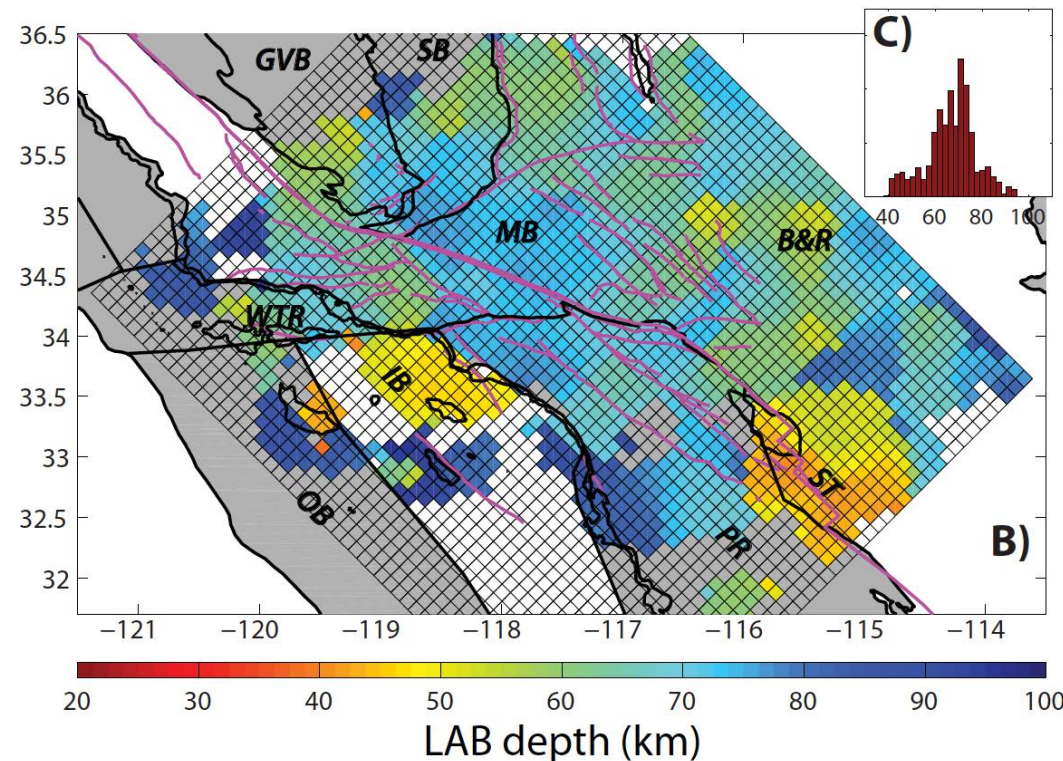 C)
40 60 80 100
36.5
36
35.5
35
34.5
34
33.5
33
32.5
32
GVB
SB
MB
B&R
WTR
IB
ST
OB
PR
B)
−121 −120 −119 −118 −117 −116 −115 −114
20 30 40 50 60 70 80 90 100
LAB depth (km)